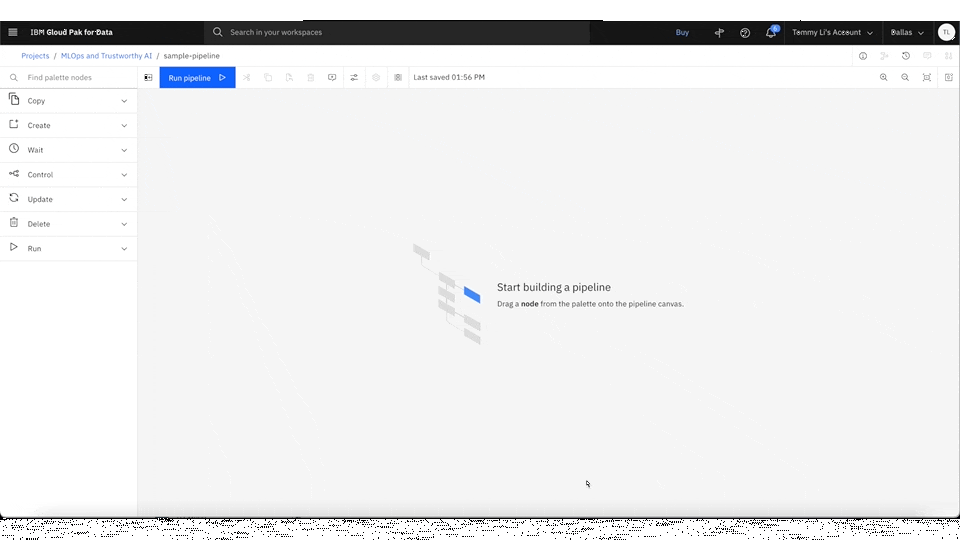 IBM Cloud Pak for Data
Search in your workspaces
Buy
6
Tommy Li's Account
Dallas
TL
Projects / MLOps and Trustworthy AI / sample-pipeline
Find palette nodes
Run pipeline
Last saved 01:56 PM
Copy
Create
Wait
Control
Update
Delete
Run
Start building a pipeline
Drag a node from the palette onto the pipeline canvas.